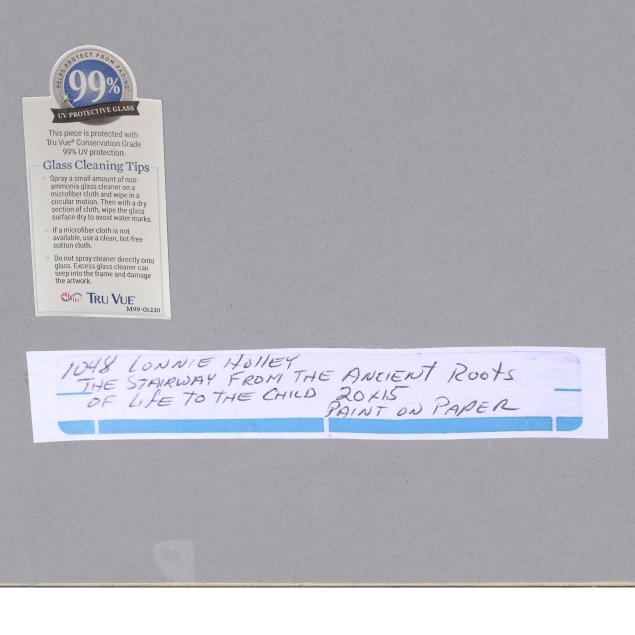 HELPS PROTECT FROM FADING
99%
UV PROTECTIVE GLASS
This piece is protected with
Tru Vue® Conservation Grade
99% UV protection.
Glass Cleaning Tips
Spray a small amount of non-
ammonia glass cleaner on a
microfiber cloth and wipe in a
circular motion. Then with a dry
section of cloth, wipe the glass
surface dry to avoid water marks.
If a microfiber cloth is not
available, use a clean, lint-free
cotton cloth.
Do not spray cleaner directly onto
glass. Excess glass cleaner can
seep into the frame and damage
the artwork.
TRU VUE
M99-01230
1048 LONNIE HOLLEY
THE STAIRWAY FROM THE ANCIENT ROOTS
OF LIFE TO THE CHILD 20x15
PAINT ON PAPER